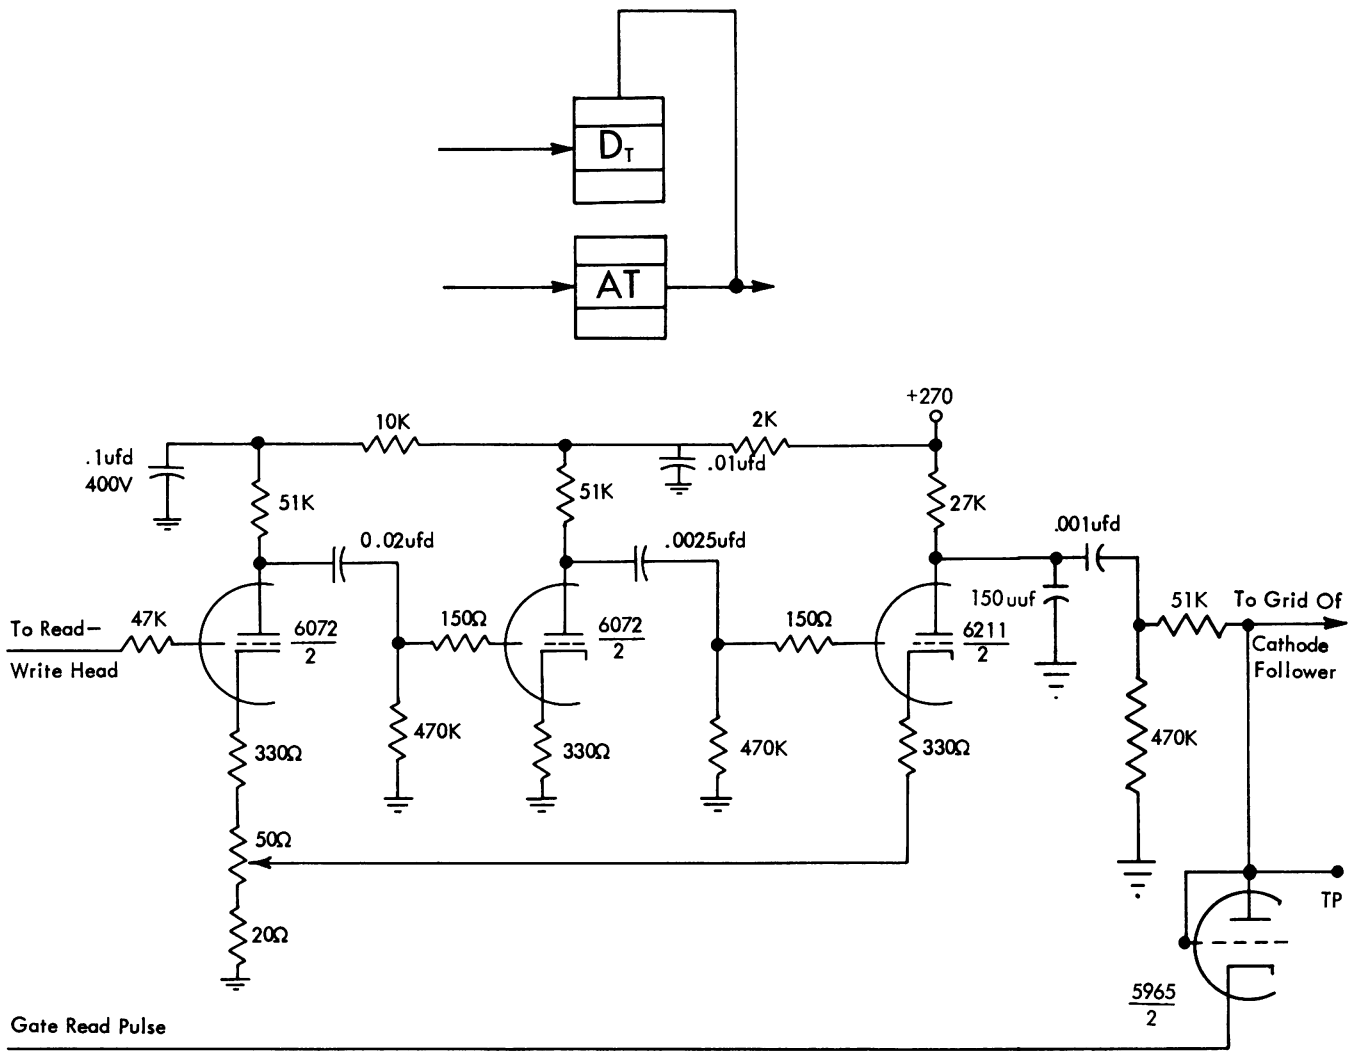 DT
AT
+270
10K
2K
.1ufd
400V
.01ufd
51K
51K
27K
0.02ufd
.0025ufd
.001ufd
150uuf
51K
To Grid Of
Cathode
Follower
To Read-
Write Head
47K
6072
2
150Ω
6072
2
150Ω
6211
2
330Ω
470K
330Ω
470K
330Ω
470K
50Ω
20Ω
TP
5965
2
Gate Read Pulse